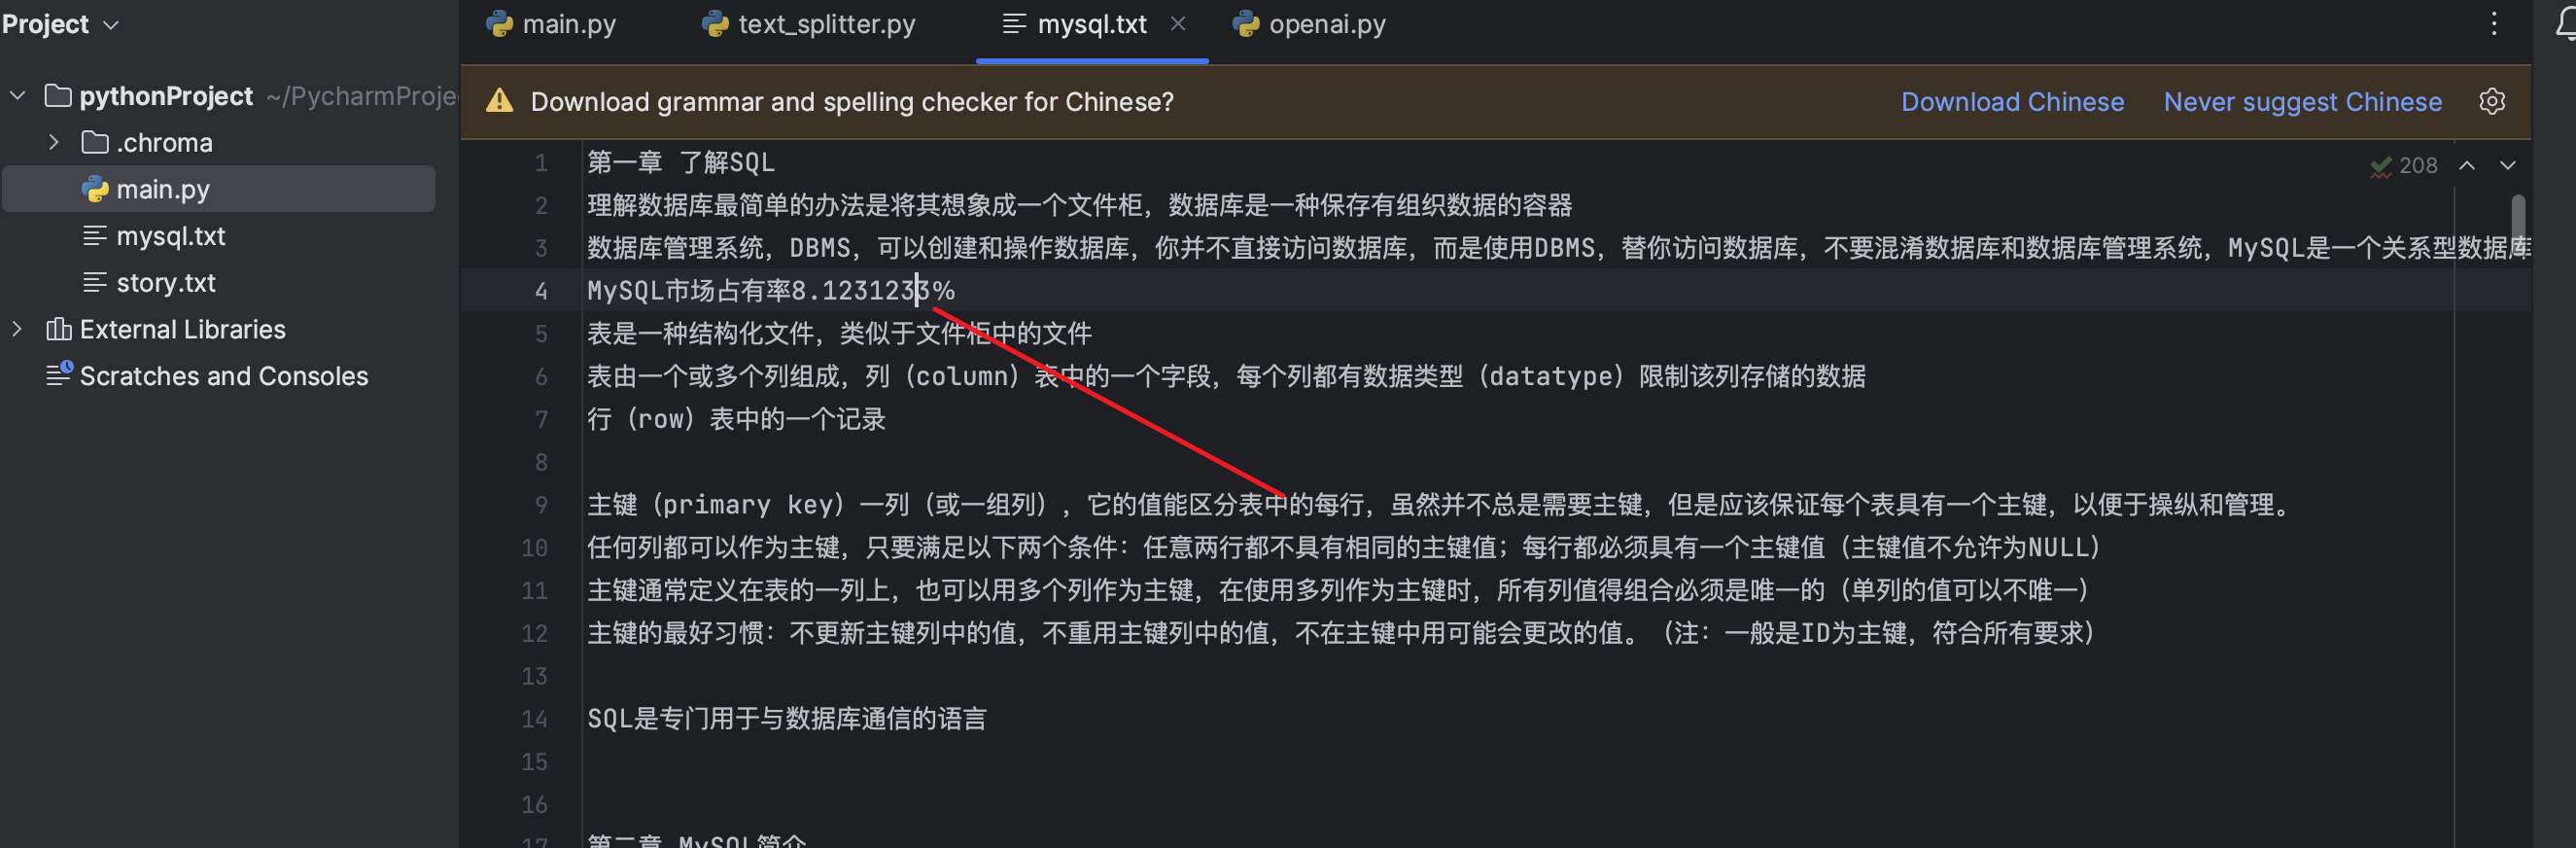 Project
main.py
text_splitter.py
mysql.txt
openai.py
pythonProject ~/PycharmProje
.chroma
main.py
mysql.txt
story.txt
External Libraries
Scratches and Consoles
Download grammar and spelling checker for Chinese?
Download Chinese
Never suggest Chinese
208
1 第一章 了解SQL
2 理解数据库最简单的办法是将其想象成一个文件柜，数据库是一种保存有组织数据的容器
3 数据库管理系统，DBMS，可以创建和操作数据库，你并不直接访问数据库，而是使用DBMS，替你访问数据库，不要混淆数据库和数据库管理系统，MySQL是一个关系型数据库
4 MySQL市场占有率8.1231233%
5 表是一种结构化文件，类似于文件柜中的文件
6 表由一个或多个列组成，列（column）表中的一个字段，每个列都有数据类型（datatype）限制该列存储的数据
7 行（row）表中的一个记录
8
9 主键（primary key）一列（或一组列），它的值能区分表中的每行，虽然并不总是需要主键，但是应该保证每个表具有一个主键，以便于操纵和管理。
10 任何列都可以作为主键，只要满足以下两个条件：任意两行都不具有相同的主键值；每行都必须具有一个主键值（主键值不允许为NULL）
11 主键通常定义在表的一列上，也可以用多个列作为主键，在使用多列作为主键时，所有列值得组合必须是唯一的（单列的值可以不唯一）
12 主键的最好习惯：不更新主键列中的值，不重用主键列中的值，不在主键中用可能会更改的值。（注：一般是ID为主键，符合所有要求）
13
14 SQL是专门用于与数据库通信的语言
15
16
17 第二章 MySQL简介